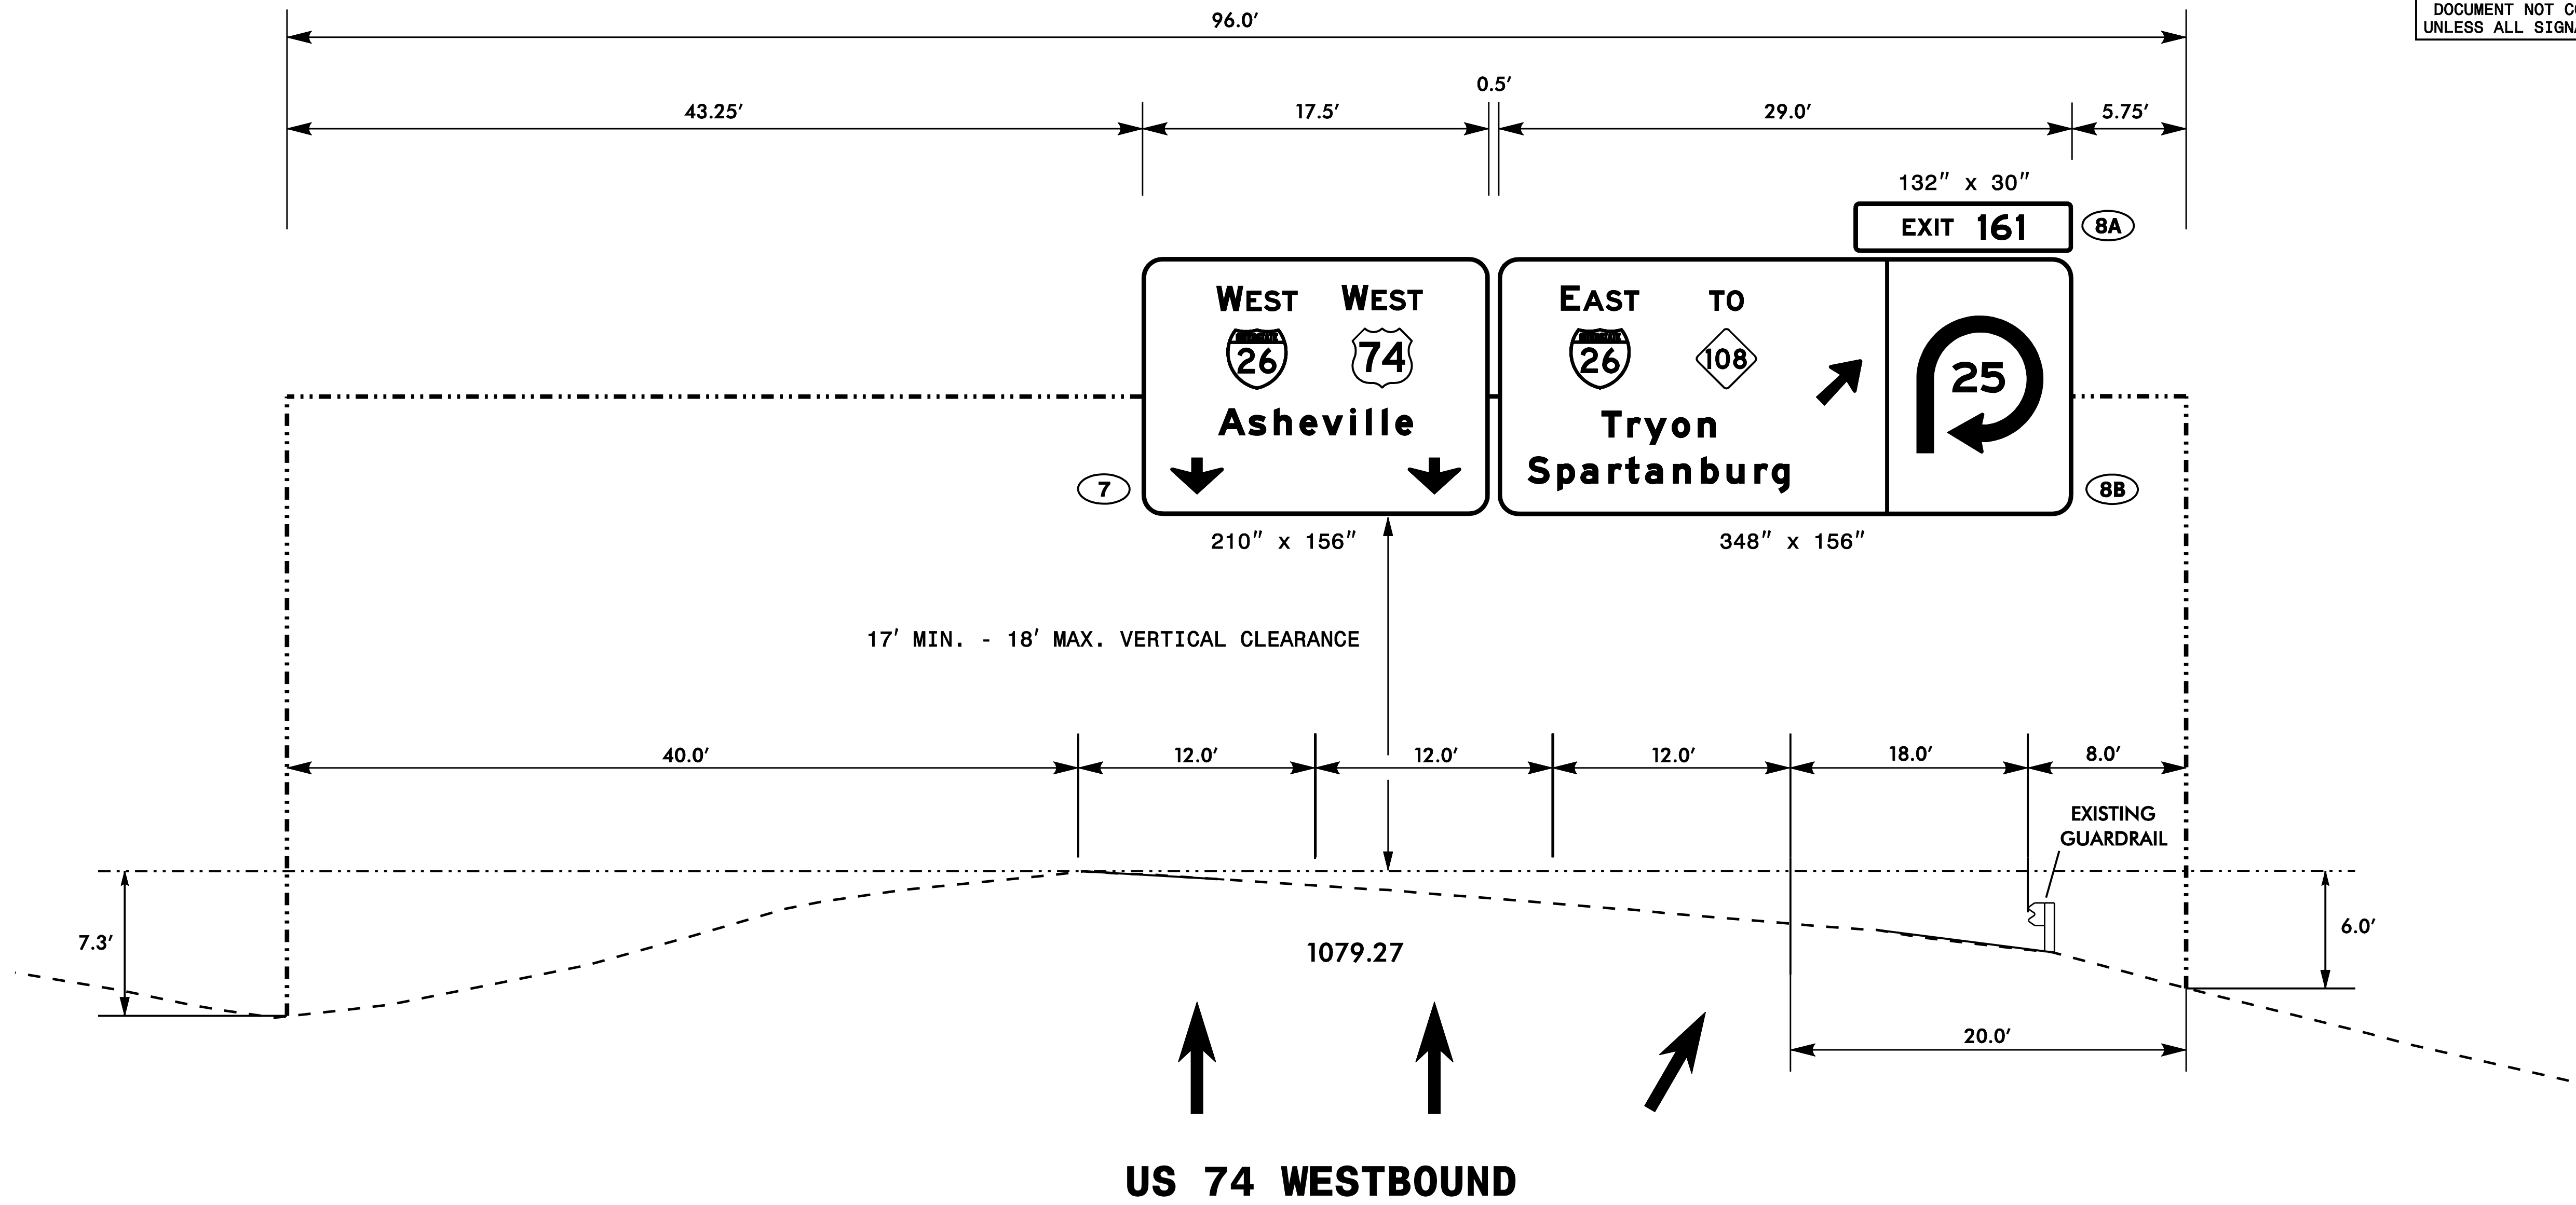 DOCUMENT NOT
UNLESS ALL
96.0′
0.5′
43.25′ 17.5′ 29.0′ 5.75′
132″ x 30″
EXIT 161 8A
WEST WEST
26 74
Asheville
7
210″ x 156″
EAST TO
26 108
Tryon
Spartanburg
25
8B
348″ x 156″
17′ MIN. - 18′ MAX. VERTICAL CLEARANCE
40.0′ 12.0′ 12.0′ 12.0′ 18.0′ 8.0′
EXISTING
GUARDRAIL
7.3′
6.0′
1079.27
20.0′
US 74 WESTBOUND